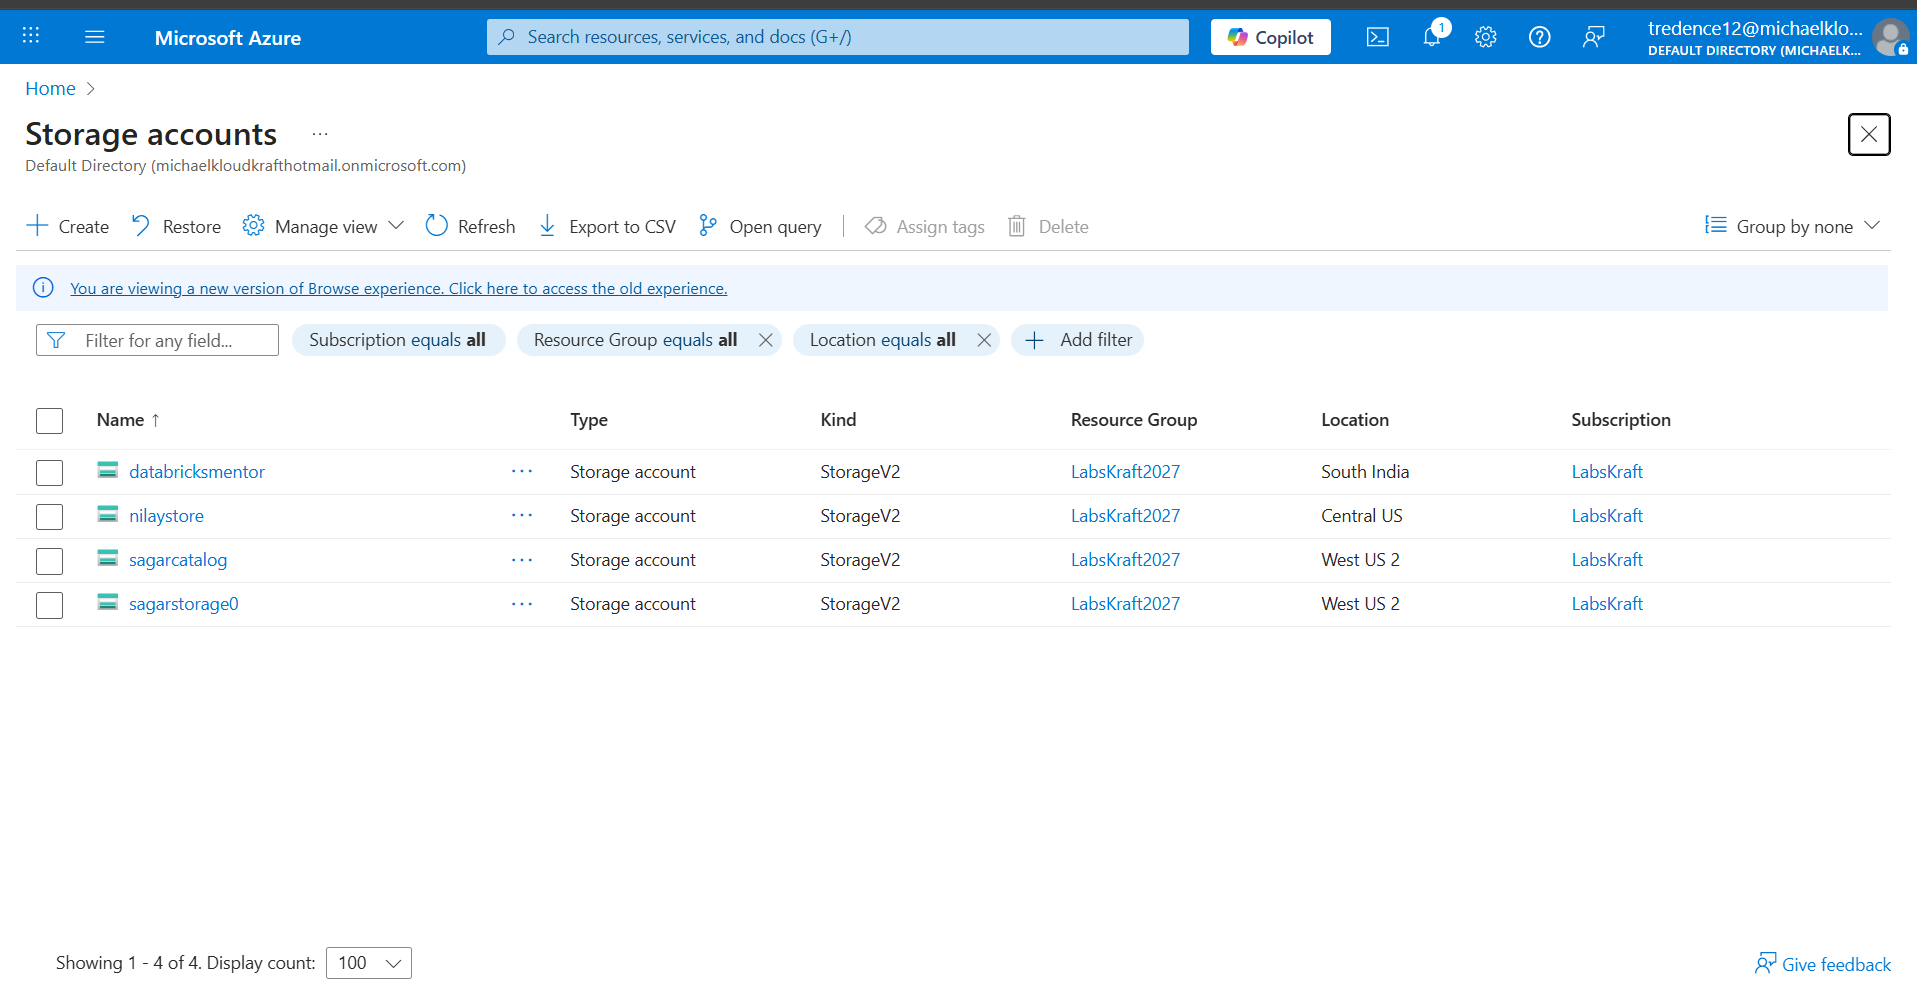 Microsoft Azure
Search resources, services, and docs (G+/)
Copilot
1
tredence12@michaelklo...
DEFAULT DIRECTORY (MICHAELK...
Home
Storage accounts ...
Default Directory (michaelkloudkrafthotmail.onmicrosoft.com)
Create Restore Manage view Refresh Export to CSV Open query Assign tags Delete Group by none
You are viewing a new version of Browse experience. Click here to access the old experience.
Filter for any field... Subscription equals all Resource Group equals all Location equals all Add filter
Name ↑ Type Kind Resource Group Location Subscription
databricksmentor ... Storage account StorageV2 LabsKraft2027 South India LabsKraft
nilaystore ... Storage account StorageV2 LabsKraft2027 Central US LabsKraft
sagarcatalog ... Storage account StorageV2 LabsKraft2027 West US 2 LabsKraft
sagarstorage0 ... Storage account StorageV2 LabsKraft2027 West US 2 LabsKraft
Showing 1 - 4 of 4. Display count: 100
Give feedback